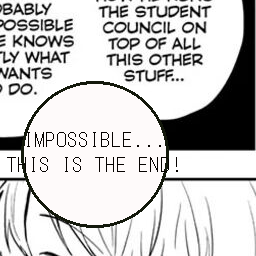 OBABLY
POSSIBLE
E KNOWS
TLY WHAT
WANTS
O DO.
THE STUDENT
COUNCIL ON
TOP OF ALL
THIS OTHER
STUFF...
IMPOSSIBLE...
THIS IS THE END!